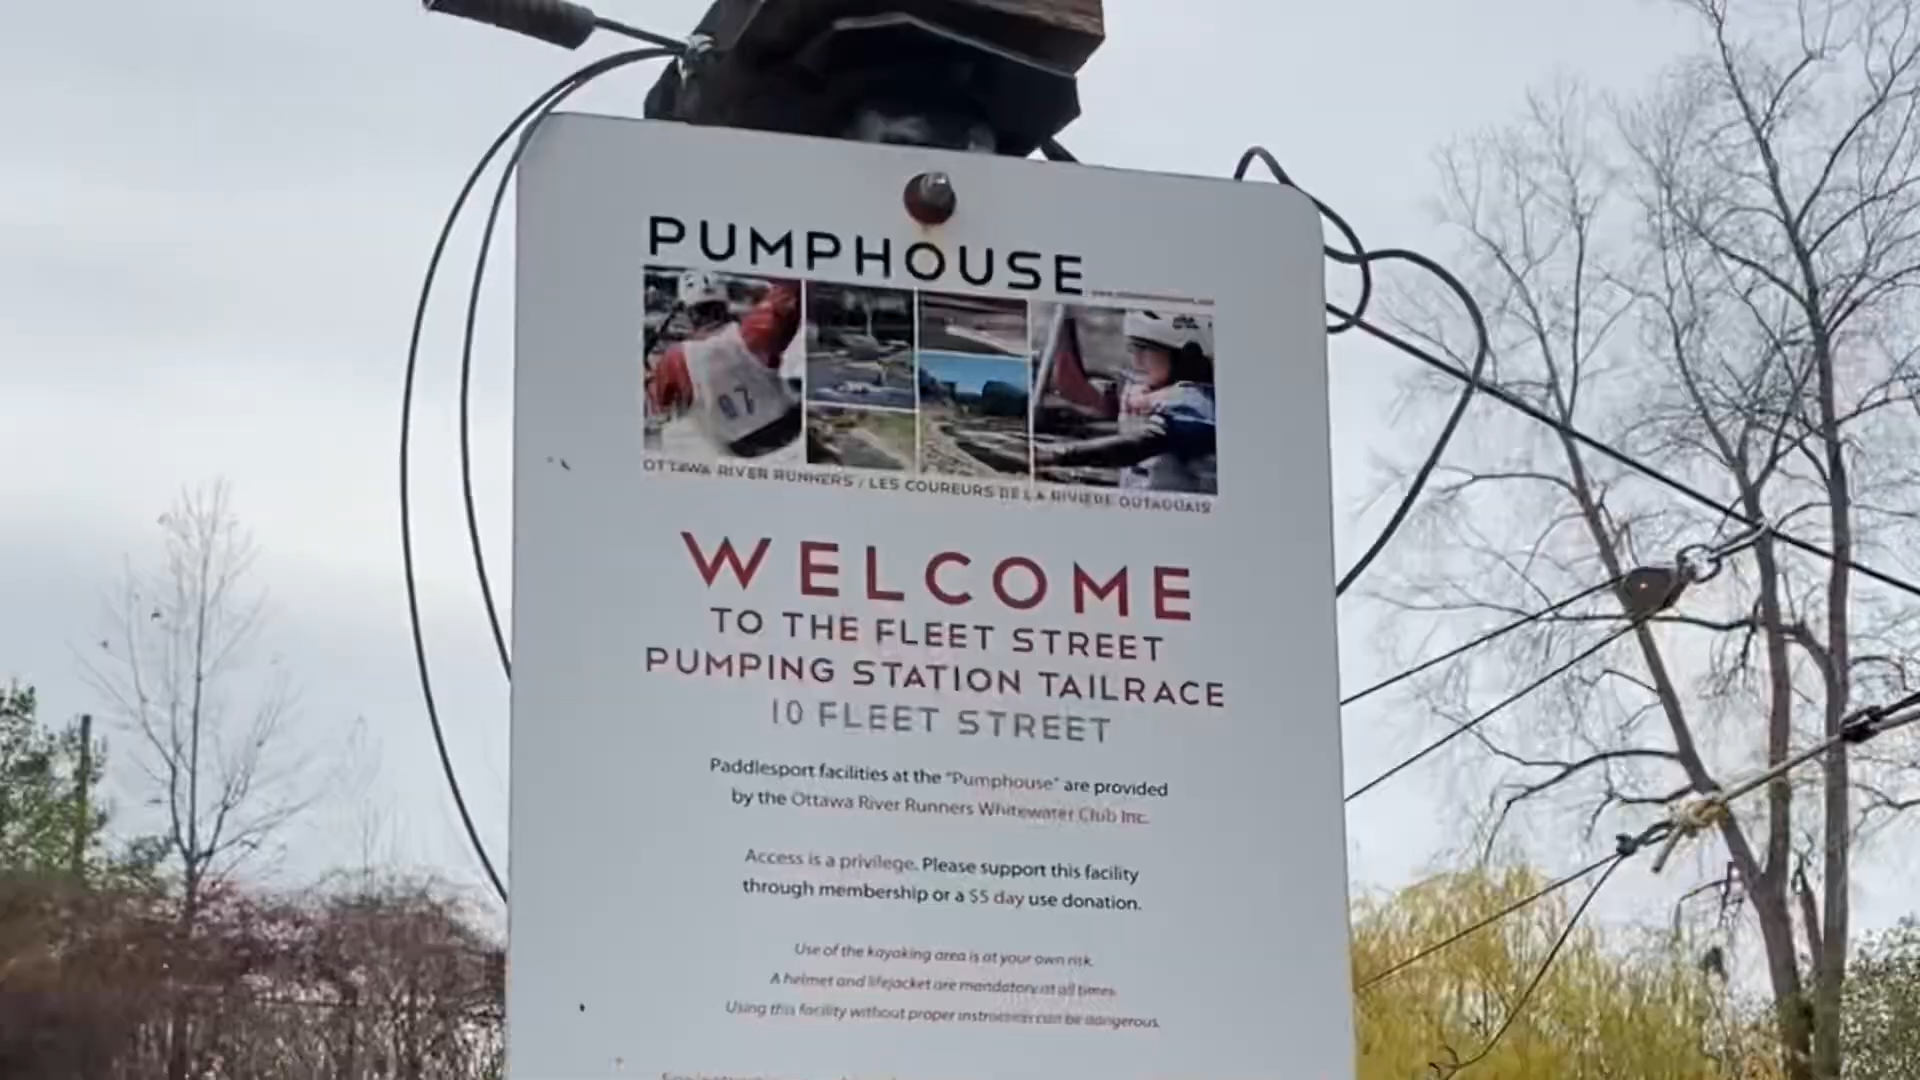 PUMPHOUSE
87
OTTAWA RIVER RUNNERS / LES COUREURS DE LA RIVIERE OUTAOUAIS
WELCOME
TO THE FLEET STREET
PUMPING STATION TAILRACE
10 FLEET STREET
Paddlesport facilities at the "Pumphouse" are provided
by the Ottawa River Runners Whitewater Club Inc.
Access is a privilege. Please support this facility
through membership or a $5 day use donation.
Use of the kayaking area is at your own risk.
A helmet and lifejacket are mandatory at all times.
Using this facility without proper instruction can be dangerous.